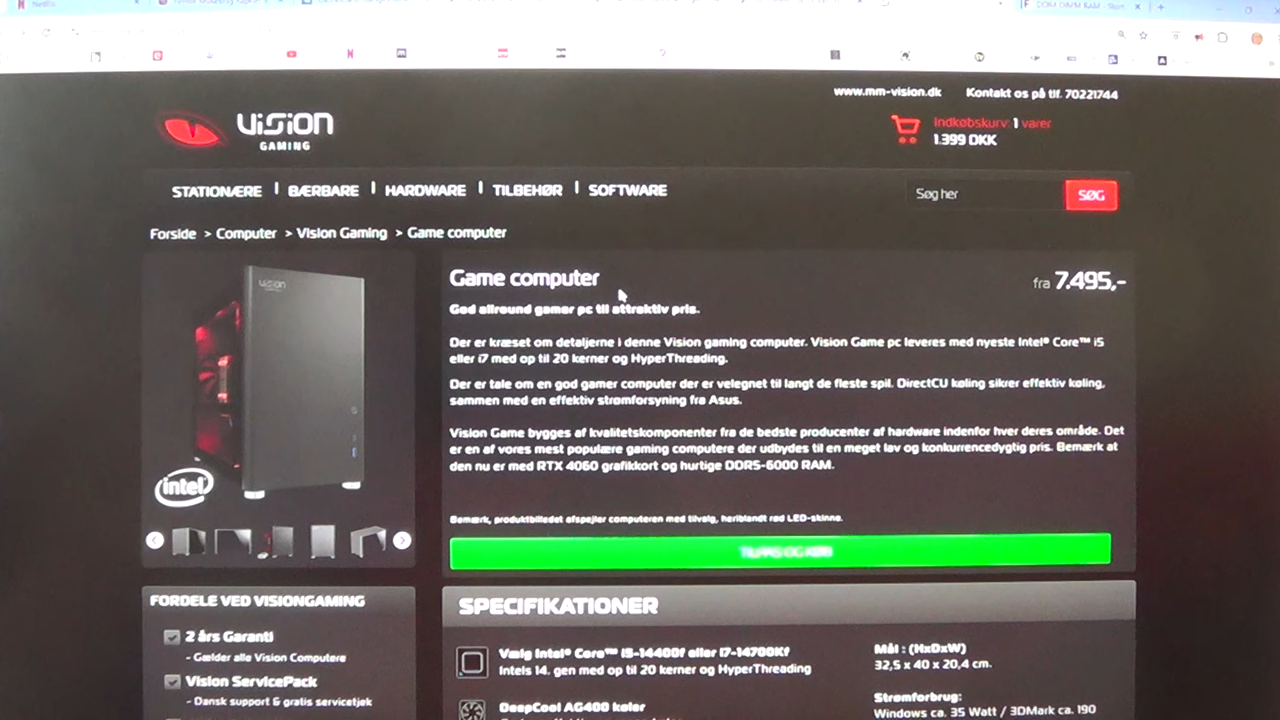 Netflix
www.mm-vision.dk Kontakt os på tlf. 70221744
VISION
GAMING
Indkøbskurv: 1 varer
1.399 DKK
STATIONÆRE BÆRBARE HARDWARE TILBEHØR SOFTWARE
Søg her
SØG
Forside > Computer > Vision Gaming > Game computer
vision
intel
Game computer
fra 7.495,-
God allround gamer pc til attraktiv pris.
Der er kræset om detaljerne i denne Vision gaming computer. Vision Game pc leveres med nyeste Intel® Core™ i5
eller i7 med op til 20 kerner og HyperThreading.
Der er tale om en god gamer computer der er velegnet til langt de fleste spil. DirectCU køling sikrer effektiv køling,
sammen med en effektiv strømforsyning fra Asus.
Vision Game bygges af kvalitetskomponenter fra de bedste producenter af hardware indenfor hver deres område. Det
er en af vores mest populære gaming computere der udbydes til en meget lav og konkurrencedygtig pris. Bemærk at
den nu er med RTX 4060 grafikkort og hurtige DDR5-6000 RAM.
Bemærk, produktbilledet afspejler computeren med tilvalg, heriblandt rød LED-skinne.
TILPAS OG KØB
FORDELE VED VISIONGAMING
2 års Garanti
- Gælder alle Vision Computere
Vision ServicePack
- Dansk support & gratis servicetjek
SPECIFIKATIONER
Vælg Intel® Core™ i5-14400f eller i7-14700Kf
Intels 14. gen med op til 20 kerner og HyperThreading
DeepCool AG400 køler
Mål : (HxDxW)
32,5 x 40 x 20,4 cm.
Strømforbrug:
Windows ca. 35 Watt / 3DMark ca. 190